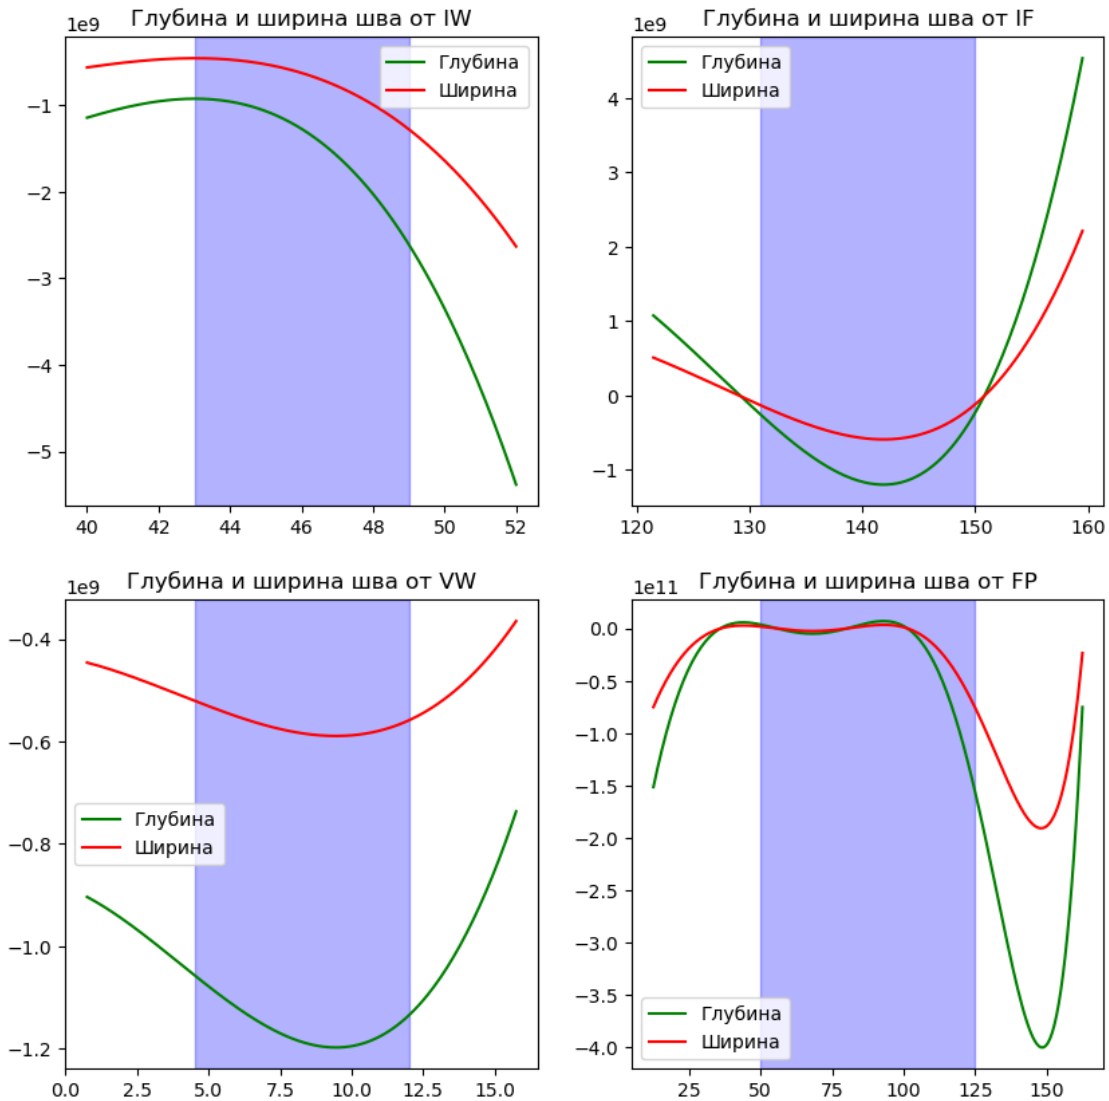 Глубина и ширина шва от IW
1e9
Глубина
Ширина
−1
−2
−3
−4
−5
40 42 44 46 48 50 52
Глубина и ширина шва от IF
1e9
Глубина
Ширина
4
3
2
1
0
−1
120 130 140 150 160
Глубина и ширина шва от VW
1e9
−0.4
−0.6
−0.8
−1.0
−1.2
Глубина
Ширина
0.0 2.5 5.0 7.5 10.0 12.5 15.0
Глубина и ширина шва от FP
1e11
0.0
−0.5
−1.0
−1.5
−2.0
−2.5
−3.0
−3.5
−4.0
Глубина
Ширина
25 50 75 100 125 150